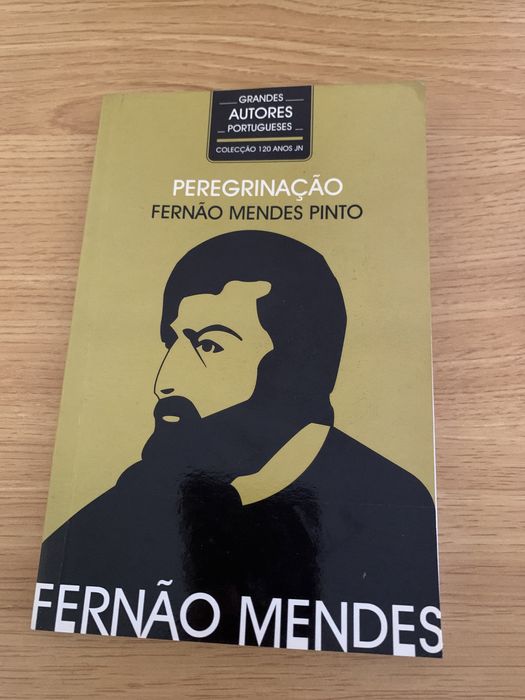 GRANDES
AUTORES
PORTUGUESES
COLECÇÃO 120 ANOS JN
PEREGRINAÇÃO
FERNÃO MENDES PINTO
FERNÃO MENDES